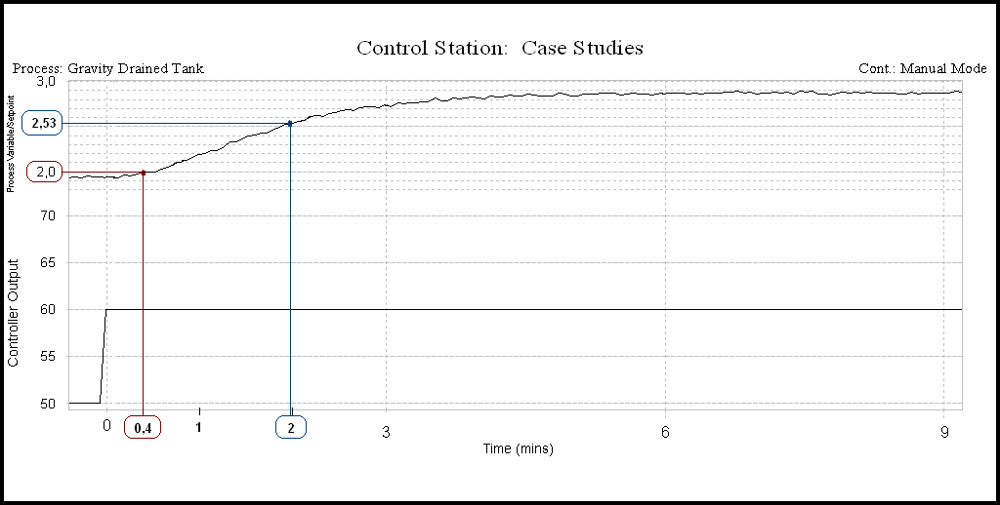 Control Station: Case Studies
Process: Gravity Drained Tank
Cont.: Manual Mode
Process Variable/Setpoint
3,0
2,53
2,0
Controller Output
70
65
60
55
50
0
0,4
1
2
3
6
9
Time (mins)